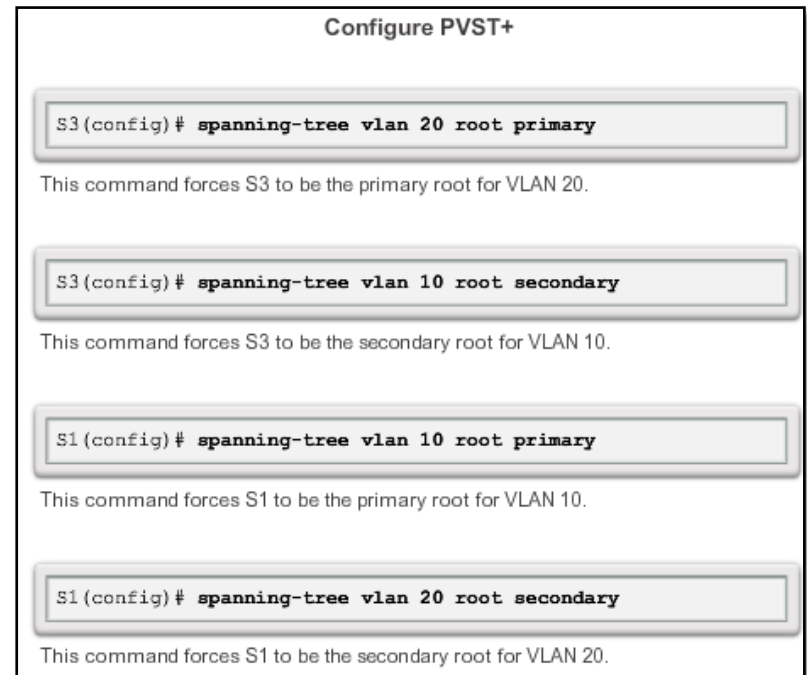 Configure PVST+
S3(config)# spanning-tree vlan 20 root primary
This command forces S3 to be the primary root for VLAN 20.
S3(config)# spanning-tree vlan 10 root secondary
This command forces S3 to be the secondary root for VLAN 10.
S1(config)# spanning-tree vlan 10 root primary
This command forces S1 to be the primary root for VLAN 10.
S1(config)# spanning-tree vlan 20 root secondary
This command forces S1 to be the secondary root for VLAN 20.